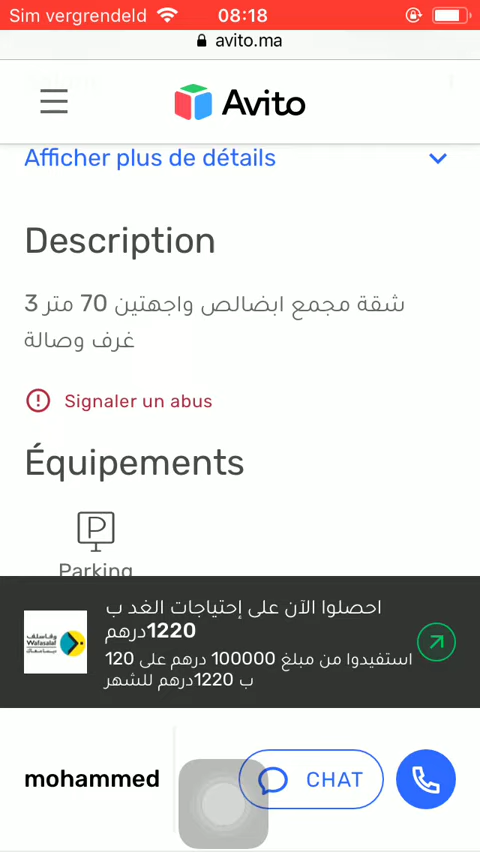 Sim vergrendeld 08:18
avito.ma
Avito
Afficher plus de détails
Description
شقة مجمع ابضالص واجهتين 70 متر 3
غرف وصالة
Signaler un abus
Équipements
P
Parking
احصلوا الآن على إحتياجات الغد ب
1220درهم
استفيدوا من مبلغ 100000 درهم على 120
ب 1220درهم للشهر
وفاسلف
Wafasalaf
mohammed
CHAT